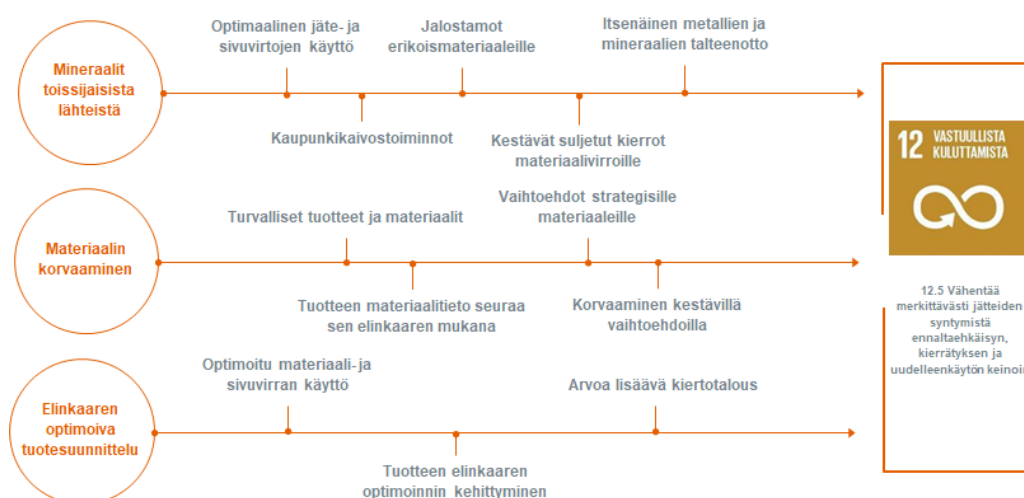 Mineraalit
toissijaisista
lähteistä
Optimaalinen jäte- ja
sivuvirtojen käyttö
Jalostamot
erikoismateriaaleille
Itsenäinen metallien ja
mineraalien talteenotto
Kaupunkikaivostoiminnot
Kestävät suljetut kierrot
materiaalivirroille
Materiaalin
korvaaminen
Turvalliset tuotteet ja materiaalit
Vaihtoehdot strategisille
materiaaleille
Tuotteen materiaalitieto seuraa
sen elinkaaren mukana
Korvaaminen kestävillä
vaihtoehdoilla
Elinkaaren
optimoiva
tuotesuunnittelu
Optimoitu materiaali- ja
sivuvirran käyttö
Arvoa lisäävä kiertotalous
Tuotteen elinkaaren
optimoinnin kehittyminen
12 VASTUULLISTA
KULUTTAMISTA
12.5 Vähentää
merkittävästi jätteiden
syntymistä
ennaltaehkäisyn,
kierrätyksen ja
uudelleenkäytön keinoin